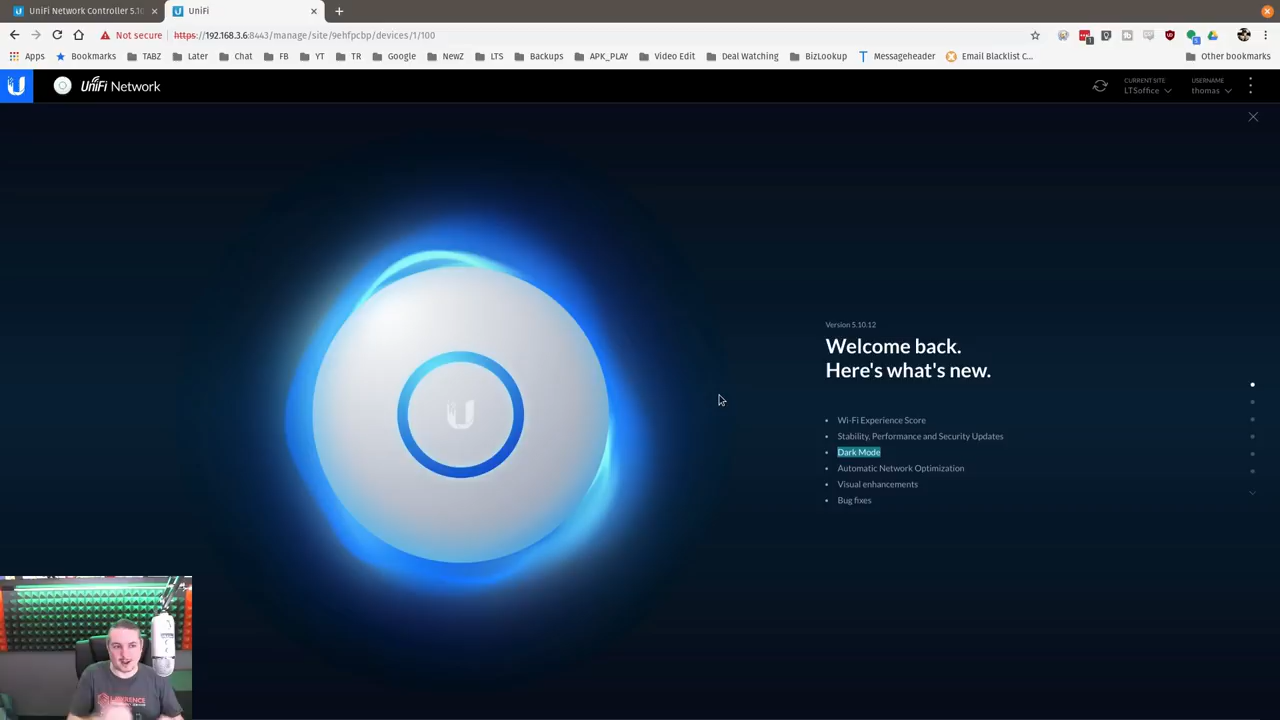 UniFi Network Controller 5.10
UniFi
Not secure
https://192.168.3.6:8443/manage/site/9ehfpcbp/devices/1/100
Apps Bookmarks TABZ Later Chat FB YT TR Google NewZ LTS Backups APK_PLAY Video Edit Deal Watching BizLookup Messageheader Email Blacklist C... Other bookmarks
UniFi Network
CURRENT SITE
LTSoffice
USERNAME
thomas
Version 5.10.12
Welcome back.
Here's what's new.
Wi-Fi Experience Score
Stability, Performance and Security Updates
Dark Mode
Automatic Network Optimization
Visual enhancements
Bug fixes
LAWRENCE